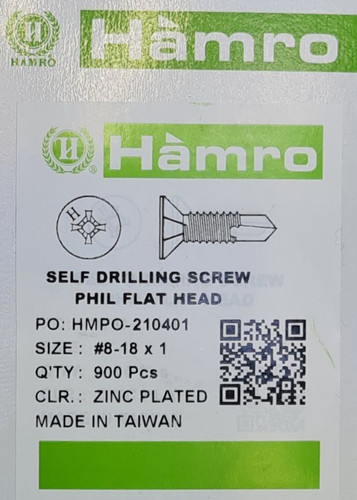 Hàmro
HAMRO
Hàmro
®
H
SELF DRILLING SCREW
PHIL FLAT HEAD
PO: HMPO-210401
SIZE : #8-18 x 1
Q'TY : 900 Pcs
CLR. : ZINC PLATED
MADE IN TAIWAN